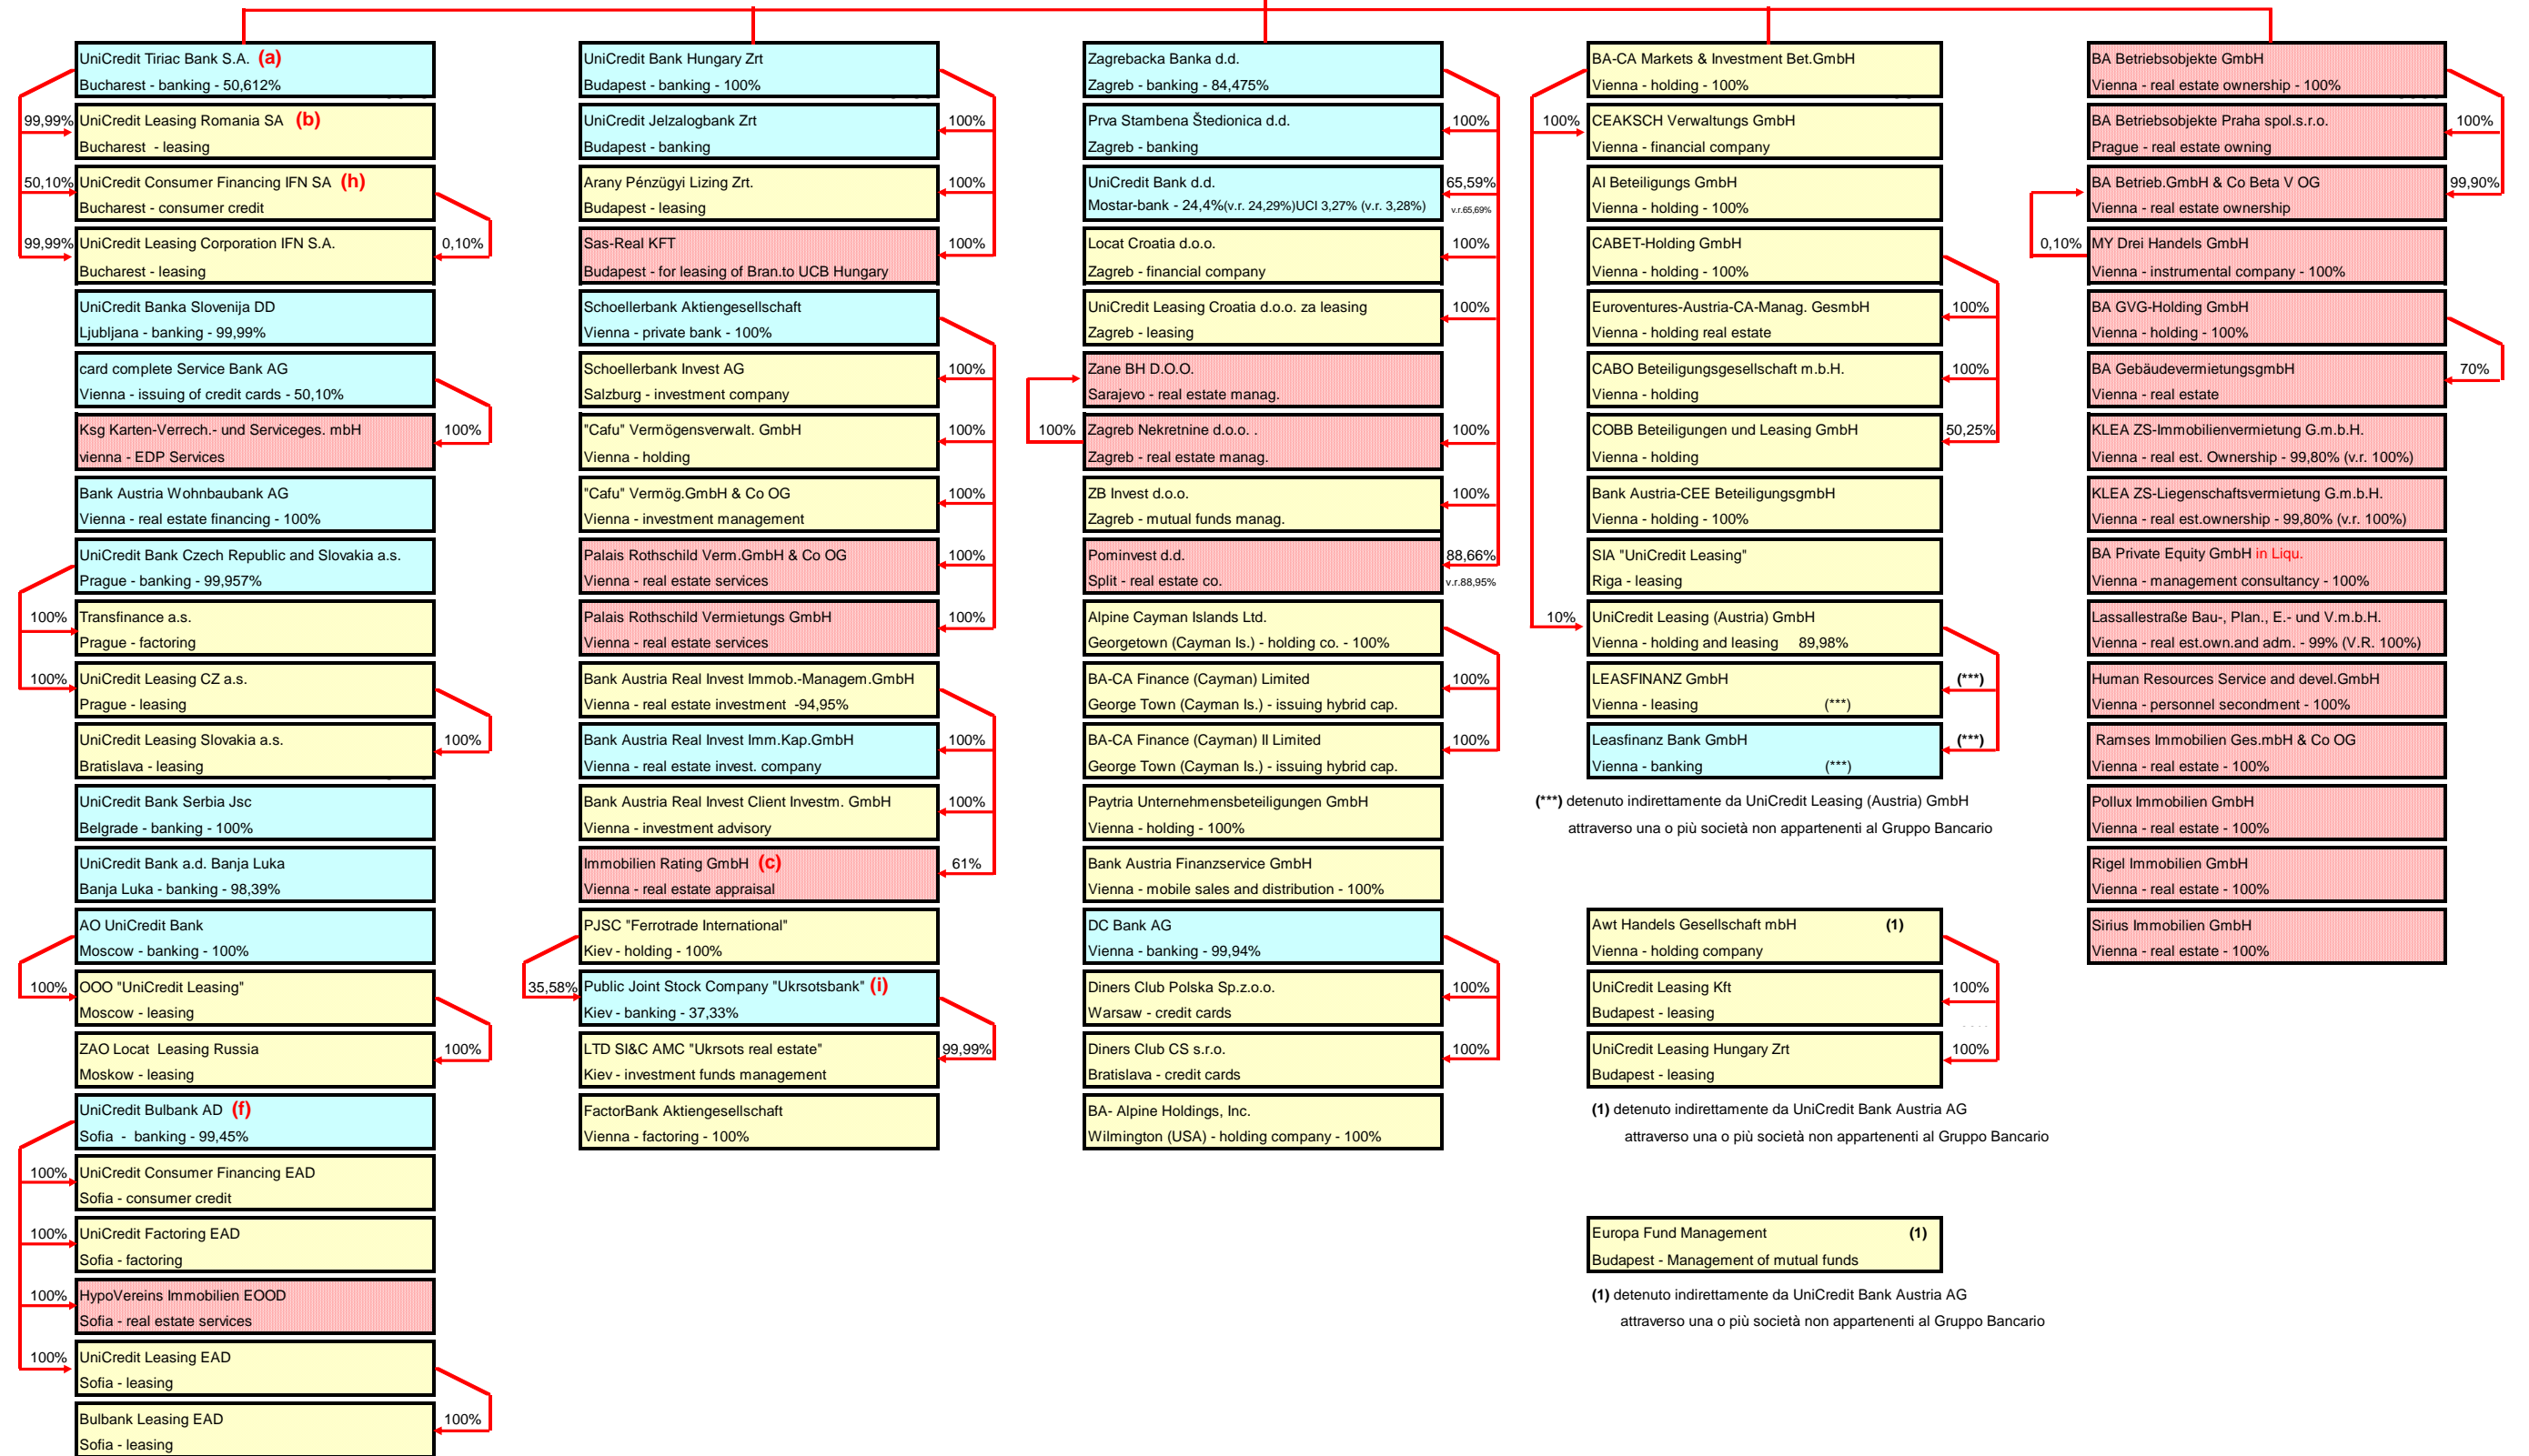 UniCredit Tiriac Bank S.A. (a)
Bucharest - banking - 50,612%
99,99%
UniCredit Leasing Romania SA (b)
Bucharest - leasing
50,10%
UniCredit Consumer Financing IFN SA (h)
Bucharest - consumer credit
99,99%
UniCredit Leasing Corporation IFN S.A.
0,10%
Bucharest - leasing
UniCredit Banka Slovenija DD
Ljubljana - banking - 99,99%
card complete Service Bank AG
Vienna - issuing of credit cards - 50,10%
Ksg Karten-Verrech.- und Serviceges. mbH
100%
vienna - EDP Services
Bank Austria Wohnbaubank AG
Vienna - real estate financing - 100%
UniCredit Bank Czech Republic and Slovakia a.s.
Prague - banking - 99,957%
100%
Transfinance a.s.
Prague - factoring
100%
UniCredit Leasing CZ a.s.
Prague - leasing
UniCredit Leasing Slovakia a.s.
100%
Bratislava - leasing
UniCredit Bank Serbia Jsc
Belgrade - banking - 100%
UniCredit Bank a.d. Banja Luka
Banja Luka - banking - 98,39%
AO UniCredit Bank
Moscow - banking - 100%
100%
OOO "UniCredit Leasing"
Moscow - leasing
ZAO Locat Leasing Russia
100%
Moskow - leasing
UniCredit Bulbank AD (f)
Sofia - banking - 99,45%
100%
UniCredit Consumer Financing EAD
Sofia - consumer credit
100%
UniCredit Factoring EAD
Sofia - factoring
100%
HypoVereins Immobilien EOOD
Sofia - real estate services
100%
UniCredit Leasing EAD
Sofia - leasing
Bulbank Leasing EAD
100%
Sofia - leasing
UniCredit Bank Hungary Zrt
Budapest - banking - 100%
UniCredit Jelzalogbank Zrt
100%
Budapest - banking
Arany Pénzügyi Lizing Zrt.
100%
Budapest - leasing
Sas-Real KFT
100%
Budapest - for leasing of Bran.to UCB Hungary
Schoellerbank Aktiengesellschaft
Vienna - private bank - 100%
Schoellerbank Invest AG
100%
Salzburg - investment company
"Cafu" Vermögensverwalt. GmbH
100%
Vienna - holding
"Cafu" Vermög.GmbH & Co OG
100%
Vienna - investment management
Palais Rothschild Verm.GmbH & Co OG
100%
Vienna - real estate services
Palais Rothschild Vermietungs GmbH
100%
Vienna - real estate services
Bank Austria Real Invest Immob.-Managem.GmbH
Vienna - real estate investment -94,95%
Bank Austria Real Invest Imm.Kap.GmbH
100%
Vienna - real estate invest. company
Bank Austria Real Invest Client Investm. GmbH
100%
Vienna - investment advisory
Immobilien Rating GmbH (c)
61%
Vienna - real estate appraisal
PJSC "Ferrotrade International"
Kiev - holding - 100%
35,58%
Public Joint Stock Company "Ukrsotsbank" (i)
Kiev - banking - 37,33%
LTD SI&C AMC "Ukrsots real estate"
99,99%
Kiev - investment funds management
FactorBank Aktiengesellschaft
Vienna - factoring - 100%
Zagrebacka Banka d.d.
Zagreb - banking - 84,475%
Prva Stambena Štedionica d.d.
100%
Zagreb - banking
UniCredit Bank d.d.
65,59%
Mostar-bank - 24,4%(v.r. 24,29%)UCI 3,27% (v.r. 3,28%)
v.r.65,69%
Locat Croatia d.o.o.
100%
Zagreb - financial company
UniCredit Leasing Croatia d.o.o. za leasing
100%
Zagreb - leasing
Zane BH D.O.O.
Sarajevo - real estate manag.
100%
Zagreb Nekretnine d.o.o. .
100%
Zagreb - real estate manag.
ZB Invest d.o.o.
100%
Zagreb - mutual funds manag.
Pominvest d.d.
88,66%
Split - real estate co.
v.r.88,95%
Alpine Cayman Islands Ltd.
Georgetown (Cayman Is.) - holding co. - 100%
BA-CA Finance (Cayman) Limited
100%
George Town (Cayman Is.) - issuing hybrid cap.
BA-CA Finance (Cayman) II Limited
100%
George Town (Cayman Is.) - issuing hybrid cap.
Paytria Unternehmensbeteiligungen GmbH
Vienna - holding - 100%
Bank Austria Finanzservice GmbH
Vienna - mobile sales and distribution - 100%
DC Bank AG
Vienna - banking - 99,94%
Diners Club Polska Sp.z.o.o.
100%
Warsaw - credit cards
Diners Club CS s.r.o.
100%
Bratislava - credit cards
BA- Alpine Holdings, Inc.
Wilmington (USA) - holding company - 100%
BA-CA Markets & Investment Bet.GmbH
Vienna - holding - 100%
100%
CEAKSCH Verwaltungs GmbH
Vienna - financial company
AI Beteiligungs GmbH
Vienna - holding - 100%
CABET-Holding GmbH
Vienna - holding - 100%
Euroventures-Austria-CA-Manag. GesmbH
100%
Vienna - holding real estate
CABO Beteiligungsgesellschaft m.b.H.
100%
Vienna - holding
COBB Beteiligungen und Leasing GmbH
50,25%
Vienna - holding
Bank Austria-CEE BeteiligungsgmbH
Vienna - holding - 100%
SIA "UniCredit Leasing"
Riga - leasing
10%
UniCredit Leasing (Austria) GmbH
Vienna - holding and leasing 89,98%
LEASFINANZ GmbH
(***)
Vienna - leasing (***)
Leasfinanz Bank GmbH
(***)
Vienna - banking (***)
(***) detenuto indirettamente da UniCredit Leasing (Austria) GmbH
attraverso una o più società non appartenenti al Gruppo Bancario
Awt Handels Gesellschaft mbH (1)
Vienna - holding company
UniCredit Leasing Kft
100%
Budapest - leasing
UniCredit Leasing Hungary Zrt
100%
Budapest - leasing
(1) detenuto indirettamente da UniCredit Bank Austria AG
attraverso una o più società non appartenenti al Gruppo Bancario
Europa Fund Management (1)
Budapest - Management of mutual funds
(1) detenuto indirettamente da UniCredit Bank Austria AG
attraverso una o più società non appartenenti al Gruppo Bancario
BA Betriebsobjekte GmbH
Vienna - real estate ownership - 100%
BA Betriebsobjekte Praha spol.s.r.o.
100%
Prague - real estate owning
BA Betrieb.GmbH & Co Beta V OG
99,90%
Vienna - real estate ownership
0,10%
MY Drei Handels GmbH
Vienna - instrumental company - 100%
BA GVG-Holding GmbH
Vienna - holding - 100%
BA GebäudevermietungsgmbH
70%
Vienna - real estate
KLEA ZS-Immobilienvermietung G.m.b.H.
Vienna - real est. Ownership - 99,80% (v.r. 100%)
KLEA ZS-Liegenschaftsvermietung G.m.b.H.
Vienna - real est.ownership - 99,80% (v.r. 100%)
BA Private Equity GmbH in Liqu.
Vienna - management consultancy - 100%
Lassallestraße Bau-, Plan., E.- und V.m.b.H.
Vienna - real est.own.and adm. - 99% (V.R. 100%)
Human Resources Service and devel.GmbH
Vienna - personnel secondment - 100%
Ramses Immobilien Ges.mbH & Co OG
Vienna - real estate - 100%
Pollux Immobilien GmbH
Vienna - real estate - 100%
Rigel Immobilien GmbH
Vienna - real estate - 100%
Sirius Immobilien GmbH
Vienna - real estate - 100%